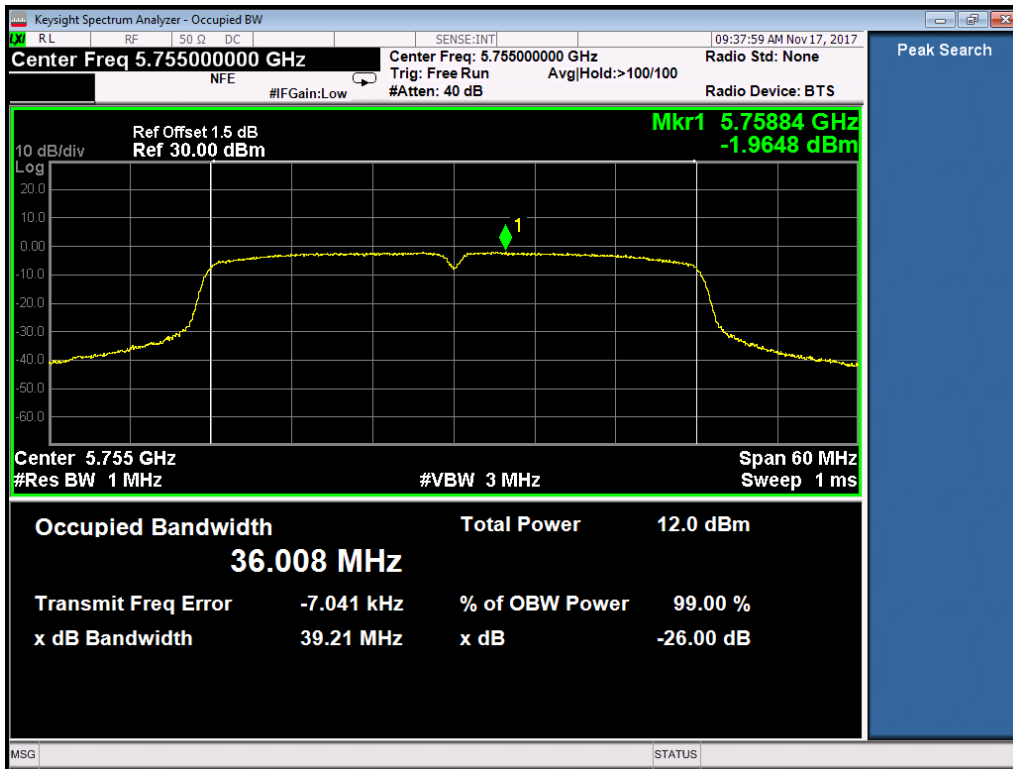 Keysight Spectrum Analyzer - Occupied BW
LXI RL RF 50 Ω DC SENSE:INT 09:37:59 AM Nov 17, 2017
Center Freq 5.755000000 GHz Center Freq: 5.755000000 GHz Radio Std: None
NFE Trig: Free Run Avg|Hold:>100/100
#IFGain:Low #Atten: 40 dB Radio Device: BTS
Peak Search
Ref Offset 1.5 dB Mkr1 5.75884 GHz
10 dB/div Ref 30.00 dBm -1.9648 dBm
Log
20.0
10.0
1
0.00
-10.0
-20.0
-30.0
-40.0
-50.0
-60.0
Center 5.755 GHz Span 60 MHz
#Res BW 1 MHz #VBW 3 MHz Sweep 1 ms
Occupied Bandwidth Total Power 12.0 dBm
36.008 MHz
Transmit Freq Error -7.041 kHz % of OBW Power 99.00 %
x dB Bandwidth 39.21 MHz x dB -26.00 dB
MSG STATUS